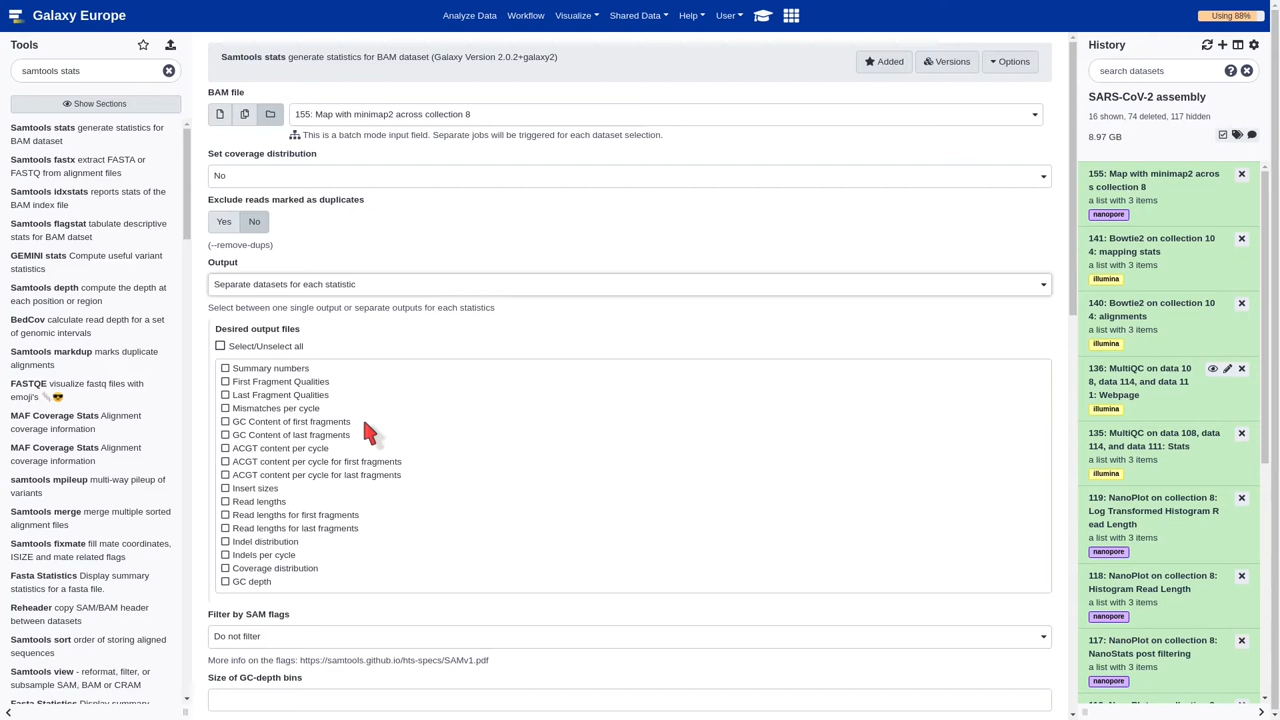 Galaxy Europe
Analyze Data Workflow Visualize Shared Data Help User
Using 88%
Tools
samtools stats
Show Sections
Samtools stats generate statistics for
BAM dataset
Samtools fastx extract FASTA or
FASTQ from alignment files
Samtools idxstats reports stats of the
BAM index file
Samtools flagstat tabulate descriptive
stats for BAM datset
GEMINI stats Compute useful variant
statistics
Samtools depth compute the depth at
each position or region
BedCov calculate read depth for a set
of genomic intervals
Samtools markdup marks duplicate
alignments
FASTQE visualize fastq files with
emoji's 🧬😎
MAF Coverage Stats Alignment
coverage information
MAF Coverage Stats Alignment
coverage information
samtools mpileup multi-way pileup of
variants
Samtools merge merge multiple sorted
alignment files
Samtools fixmate fill mate coordinates,
ISIZE and mate related flags
Fasta Statistics Display summary
statistics for a fasta file.
Reheader copy SAM/BAM header
between datasets
Samtools sort order of storing aligned
sequences
Samtools view - reformat, filter, or
subsample SAM, BAM or CRAM
Fasta Statistics Display summary
Samtools stats generate statistics for BAM dataset (Galaxy Version 2.0.2+galaxy2)
Added
Versions
Options
BAM file
155: Map with minimap2 across collection 8
This is a batch mode input field. Separate jobs will be triggered for each dataset selection.
Set coverage distribution
No
Exclude reads marked as duplicates
Yes No
(--remove-dups)
Output
Separate datasets for each statistic
Select between one single output or separate outputs for each statistics
Desired output files
Select/Unselect all
Summary numbers
First Fragment Qualities
Last Fragment Qualities
Mismatches per cycle
GC Content of first fragments
GC Content of last fragments
ACGT content per cycle
ACGT content per cycle for first fragments
ACGT content per cycle for last fragments
Insert sizes
Read lengths
Read lengths for first fragments
Read lengths for last fragments
Indel distribution
Indels per cycle
Coverage distribution
GC depth
Filter by SAM flags
Do not filter
More info on the flags: https://samtools.github.io/hts-specs/SAMv1.pdf
Size of GC-depth bins
History
search datasets
SARS-CoV-2 assembly
16 shown, 74 deleted, 117 hidden
8.97 GB
155: Map with minimap2 acros
s collection 8
a list with 3 items
nanopore
141: Bowtie2 on collection 10
4: mapping stats
a list with 3 items
illumina
140: Bowtie2 on collection 10
4: alignments
a list with 3 items
illumina
136: MultiQC on data 10
8, data 114, and data 11
1: Webpage
illumina
135: MultiQC on data 108, data
114, and data 111: Stats
a list with 3 items
illumina
119: NanoPlot on collection 8:
Log Transformed Histogram R
ead Length
a list with 3 items
nanopore
118: NanoPlot on collection 8:
Histogram Read Length
a list with 3 items
nanopore
117: NanoPlot on collection 8:
NanoStats post filtering
a list with 3 items
nanopore